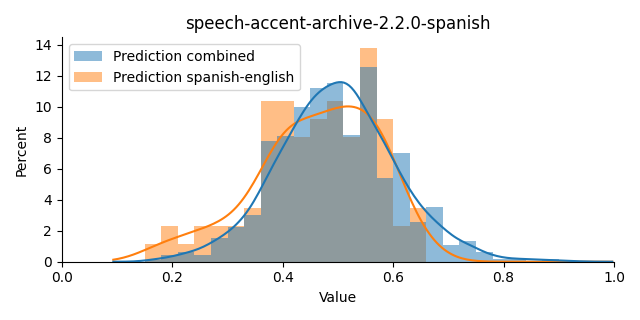 speech-accent-archive-2.2.0-spanish
Prediction combined
Prediction spanish-english
Percent
14
12
10
8
6
4
2
0
0.0 0.2 0.4 0.6 0.8 1.0
Value